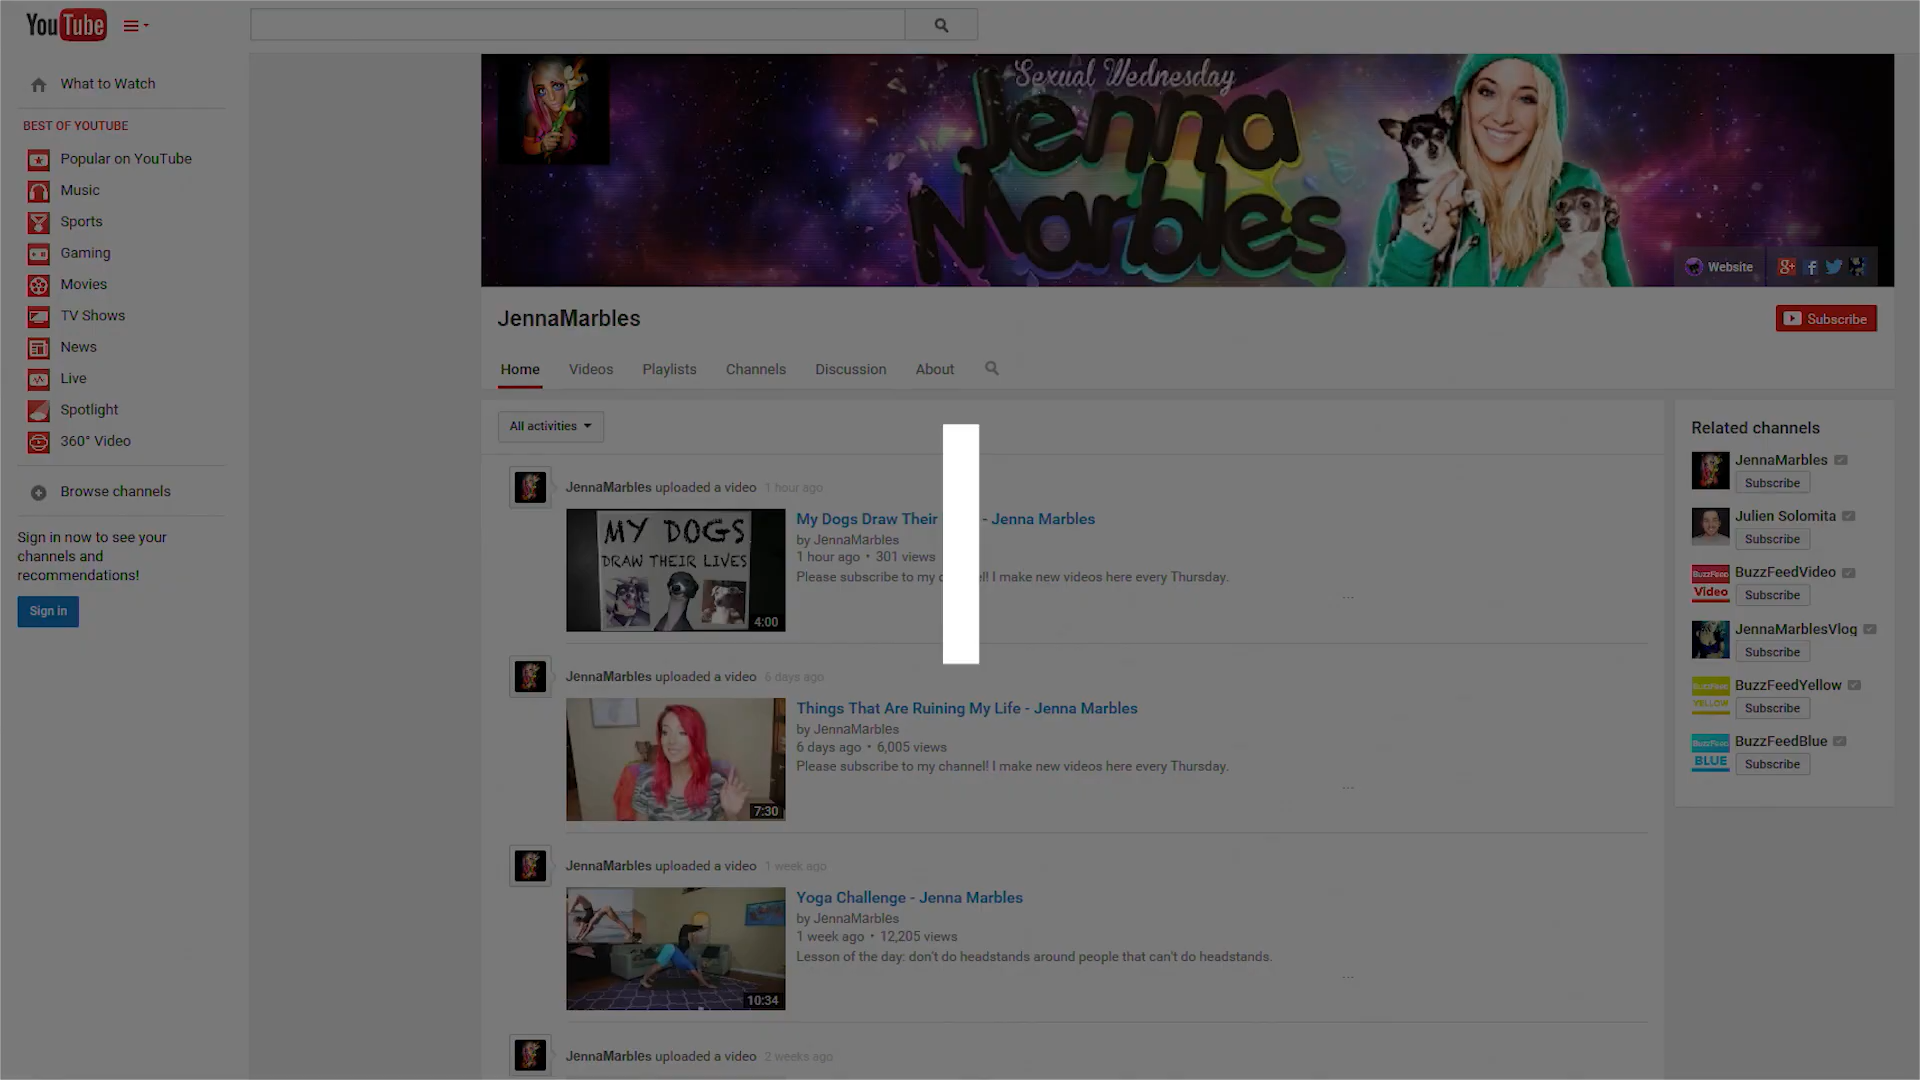 YouTube
What to Watch
BEST OF YOUTUBE
Popular on YouTube
Music
Sports
Gaming
Movies
TV Shows
News
Live
Spotlight
360° Video
Browse channels
Sign in now to see your
channels and
recommendations!
Sign in
Sexual Wednesday
Jenna
Marbles
Website
JennaMarbles
Subscribe
Home Videos Playlists Channels Discussion About
All activities
JennaMarbles uploaded a video 1 hour ago
MY DOGS
DRAW THEIR LIVES
4:00
My Dogs Draw Their - Jenna Marbles
by JennaMarbles
1 hour ago • 301 views
Please subscribe to my I make new videos here every Thursday.
...
JennaMarbles uploaded a video 6 days ago
7:30
Things That Are Ruining My Life - Jenna Marbles
by JennaMarbles
6 days ago • 6,005 views
Please subscribe to my channel! I make new videos here every Thursday.
...
JennaMarbles uploaded a video 1 week ago
10:34
Yoga Challenge - Jenna Marbles
by JennaMarbles
1 week ago • 12,205 views
Lesson of the day: don't do headstands around people that can't do headstands.
...
JennaMarbles uploaded a video 2 weeks ago
Related channels
JennaMarbles
Subscribe
Julien Solomita
Subscribe
BuzzFeed
Video
BuzzFeedVideo
Subscribe
JennaMarblesVlog
Subscribe
BuzzFeed
YELLOW
BuzzFeedYellow
Subscribe
BuzzFeed
BLUE
BuzzFeedBlue
Subscribe